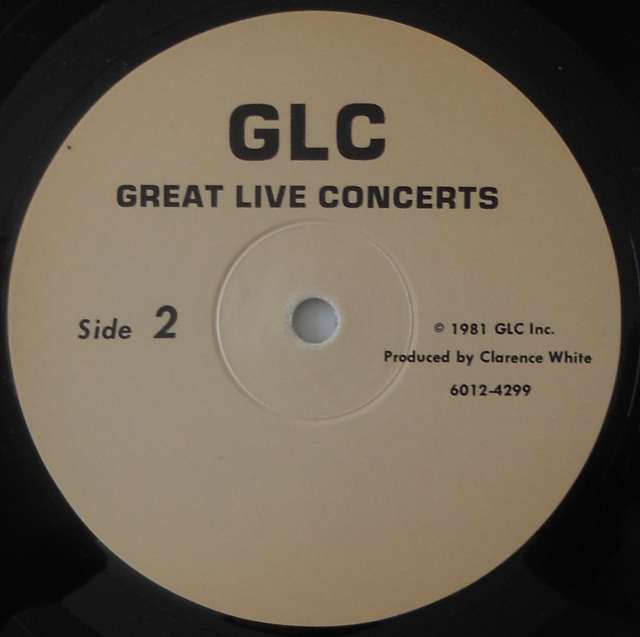 GLC
GREAT LIVE CONCERTS
Side 2
© 1981 GLC Inc.
Produced by Clarence White
6012-4299